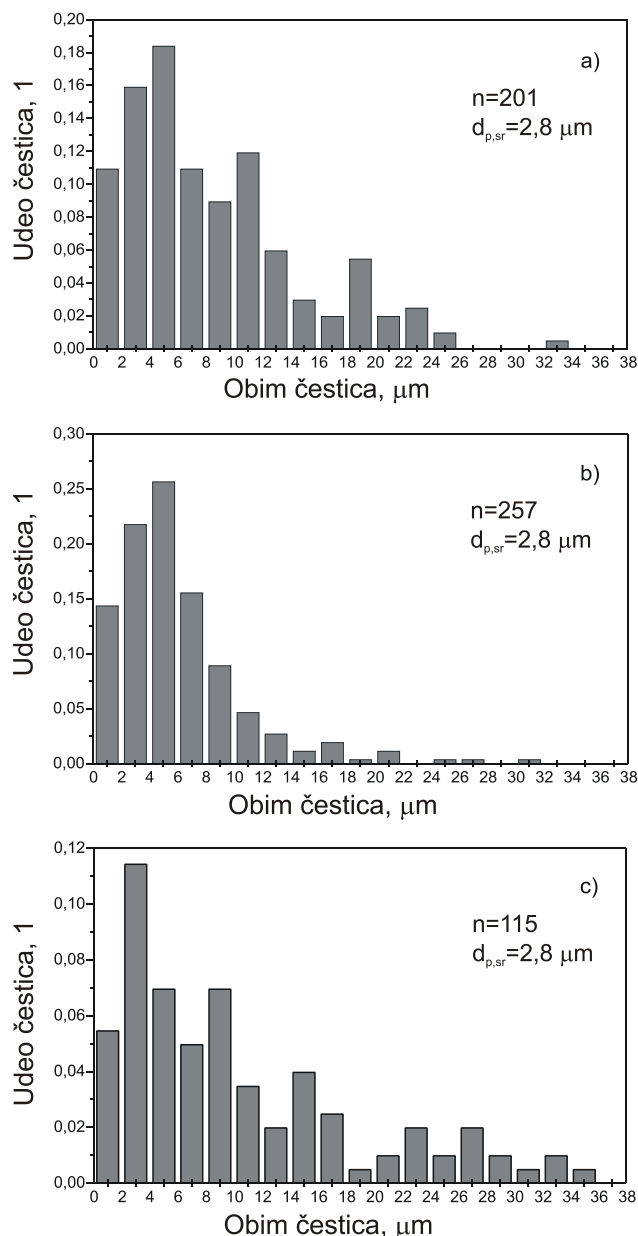 0,20
0,18
0,16
0,14
0,12
0,10
0,08
0,06
0,04
0,02
0,00
Udeo čestica, 1
a)
n=201
dp,sr=2,8 μm
0 2 4 6 8 10 12 14 16 18 20 22 24 26 28 30 32 34 36 38
Obim čestica, μm
0,30
0,25
0,20
0,15
0,10
0,05
0,00
Udeo čestica, 1
b)
n=257
dp,sr=2,8 μm
0 2 4 6 8 10 12 14 16 18 20 22 24 26 28 30 32 34 36 38
Obim čestica, μm
0,12
0,10
0,08
0,06
0,04
0,02
0,00
Udeo čestica, 1
c)
n=115
dp,sr=2,8 μm
0 2 4 6 8 10 12 14 16 18 20 22 24 26 28 30 32 34 36 38
Obim čestica, μm